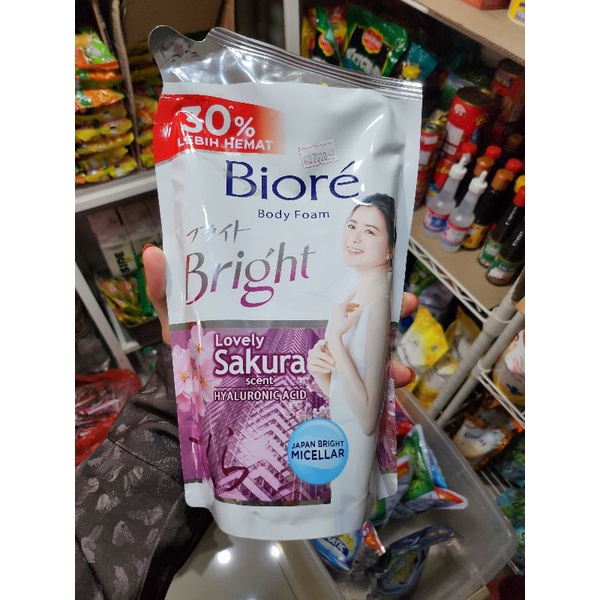 30%
LEBIH HEMAT
Bioré
Body Foam
ブライト
Bright
Lovely
Sakura
scent
HYALURONIC ACID
JAPAN BRIGHT
MICELLAR